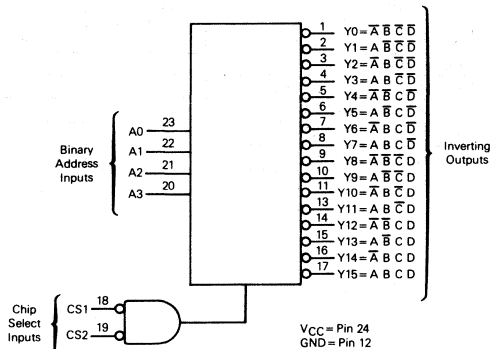 1 Y0 = A̅ B̅ C̅ D̅
2 Y1 = A B̅ C̅ D̅
3 Y2 = A̅ B C̅ D̅
4 Y3 = A B C̅ D̅
5 Y4 = A̅ B̅ C D̅
6 Y5 = A B̅ C D̅
7 Y6 = A̅ B C D̅
8 Y7 = A B C D̅
9 Y8 = A̅ B̅ C̅ D
10 Y9 = A B̅ C̅ D
11 Y10 = A̅ B C̅ D
13 Y11 = A B C̅ D
14 Y12 = A̅ B̅ C D
15 Y13 = A B̅ C D
16 Y14 = A̅ B C D
17 Y15 = A B C D
Inverting
Outputs
Binary
Address
Inputs
A0 23
A1 22
A2 21
A3 20
Chip
Select
Inputs
CS1 18
CS2 19
VCC = Pin 24
GND = Pin 12